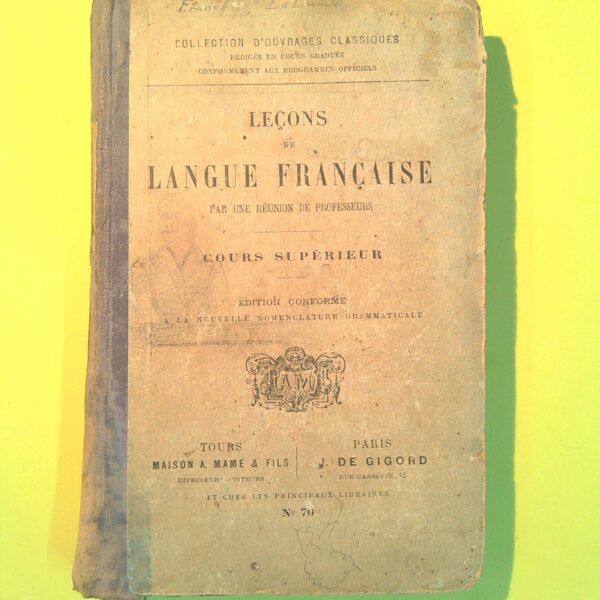 COLLECTION D'OUVRAGES CLASSIQUES
RÉDIGÉS EN COURS GRADUÉS
CONFORMÉMENT AUX PROGRAMMES OFFICIELS
LEÇONS
DE
LANGUE FRANÇAISE
PAR UNE RÉUNION DE PROFESSEURS
COURS SUPÉRIEUR
ÉDITION CONFORME
A LA NOUVELLE NOMENCLATURE GRAMMATICALE
TOURS
MAISON A. MAME & FILS
IMPRIMEURS-ÉDITEURS
PARIS
J. DE GIGORD
RUE CASSETTE, 15
ET CHEZ LES PRINCIPAUX LIBRAIRES
No 70